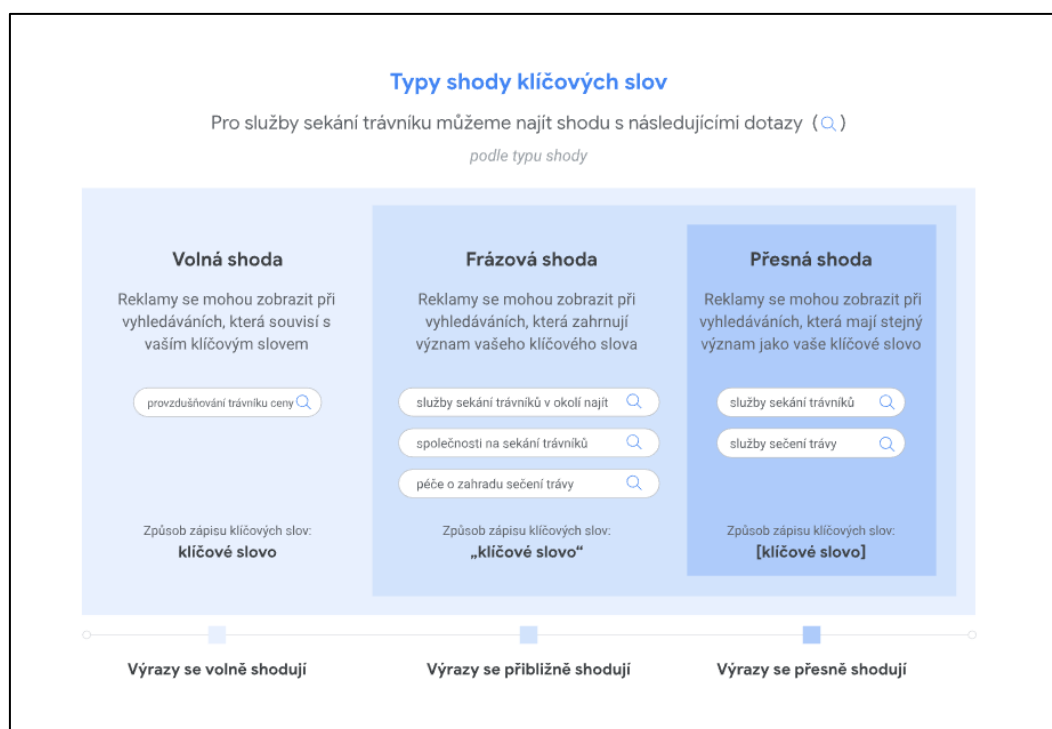 Typy shody klíčových slov
Pro služby sekání trávníku můžeme najít shodu s následujícími dotazy ( )
podle typu shody
Volná shoda
Reklamy se mohou zobrazit při
vyhledáváních, která souvisí s
vaším klíčovým slovem
provzdušňování trávníku ceny
Způsob zápisu klíčových slov:
klíčové slovo
Frázová shoda
Reklamy se mohou zobrazit při
vyhledáváních, která zahrnují
význam vašeho klíčového slova
služby sekání trávníků v okolí najít
společnosti na sekání trávníků
péče o zahradu sečení trávy
Způsob zápisu klíčových slov:
„klíčové slovo“
Přesná shoda
Reklamy se mohou zobrazit při
vyhledáváních, která mají stejný
význam jako vaše klíčové slovo
služby sekání trávníků
služby sečení trávy
Způsob zápisu klíčových slov:
[klíčové slovo]
Výrazy se volně shodují
Výrazy se přibližně shodují
Výrazy se přesně shodují